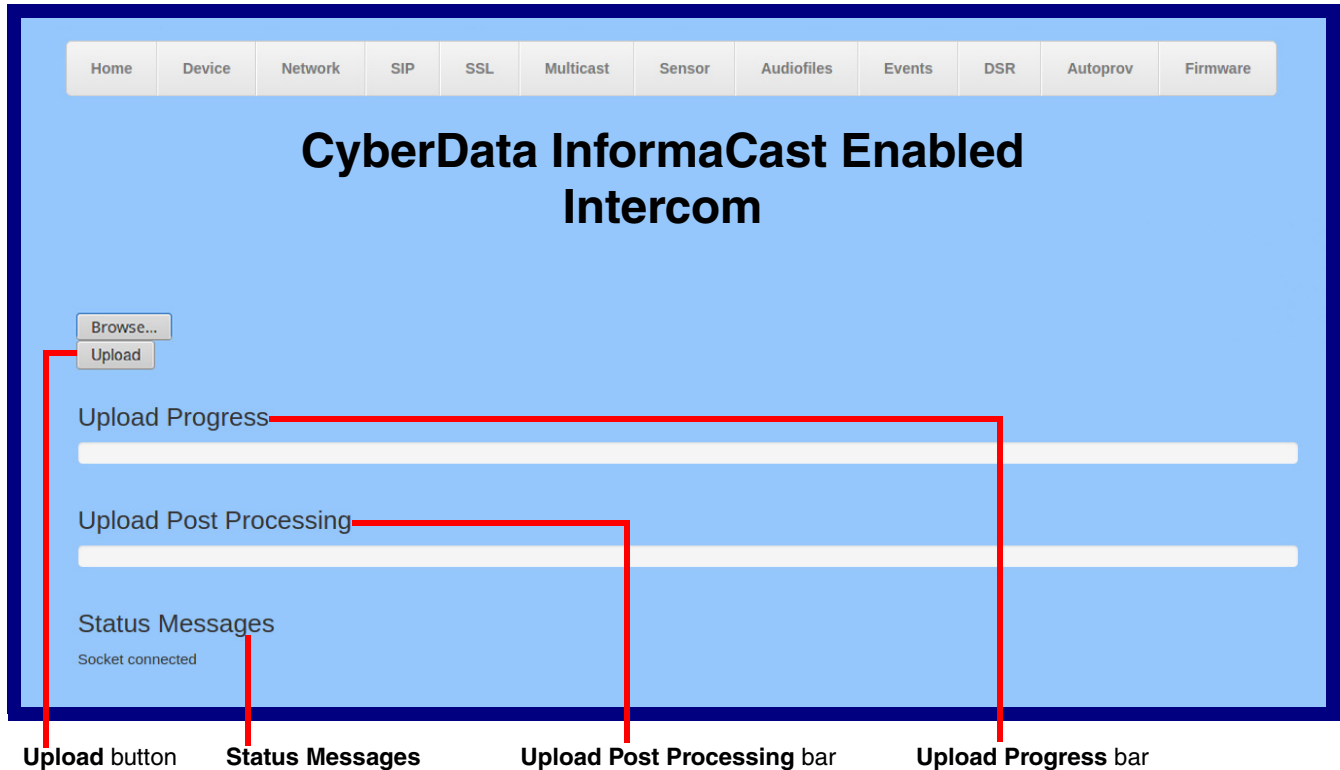 Home Device Network SIP SSL Multicast Sensor Audiofiles Events DSR Autoprov Firmware
CyberData InformaCast Enabled
Intercom
Browse...
Upload
Upload Progress
Upload Post Processing
Status Messages
Socket connected
Upload button Status Messages Upload Post Processing bar Upload Progress bar